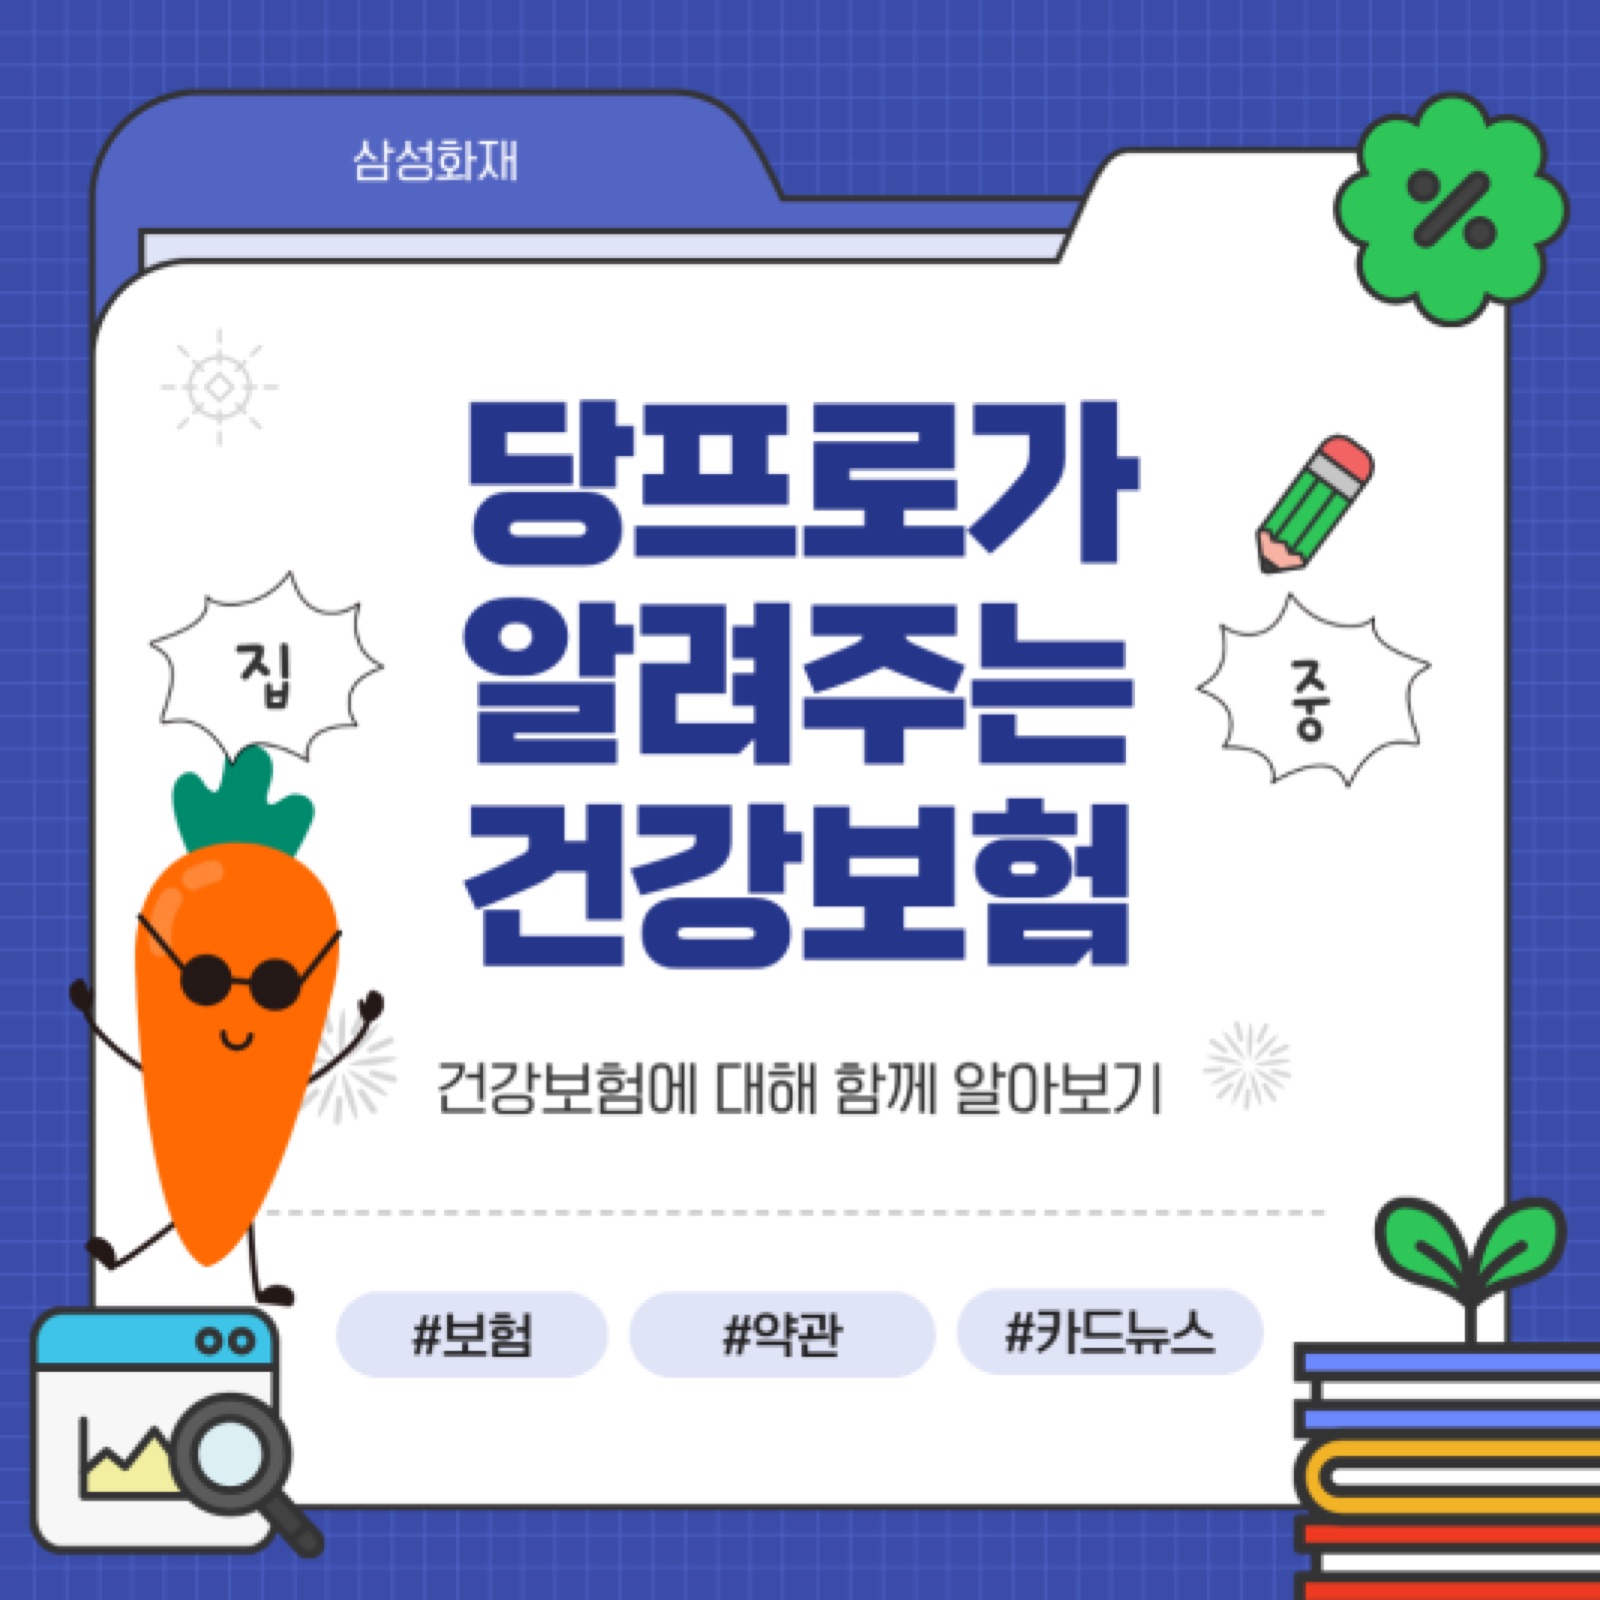 삼성화재
당프로가
알려주는
건강보험
집
중
건강보험에 대해 함께 알아보기
#보험 #약관 #카드뉴스